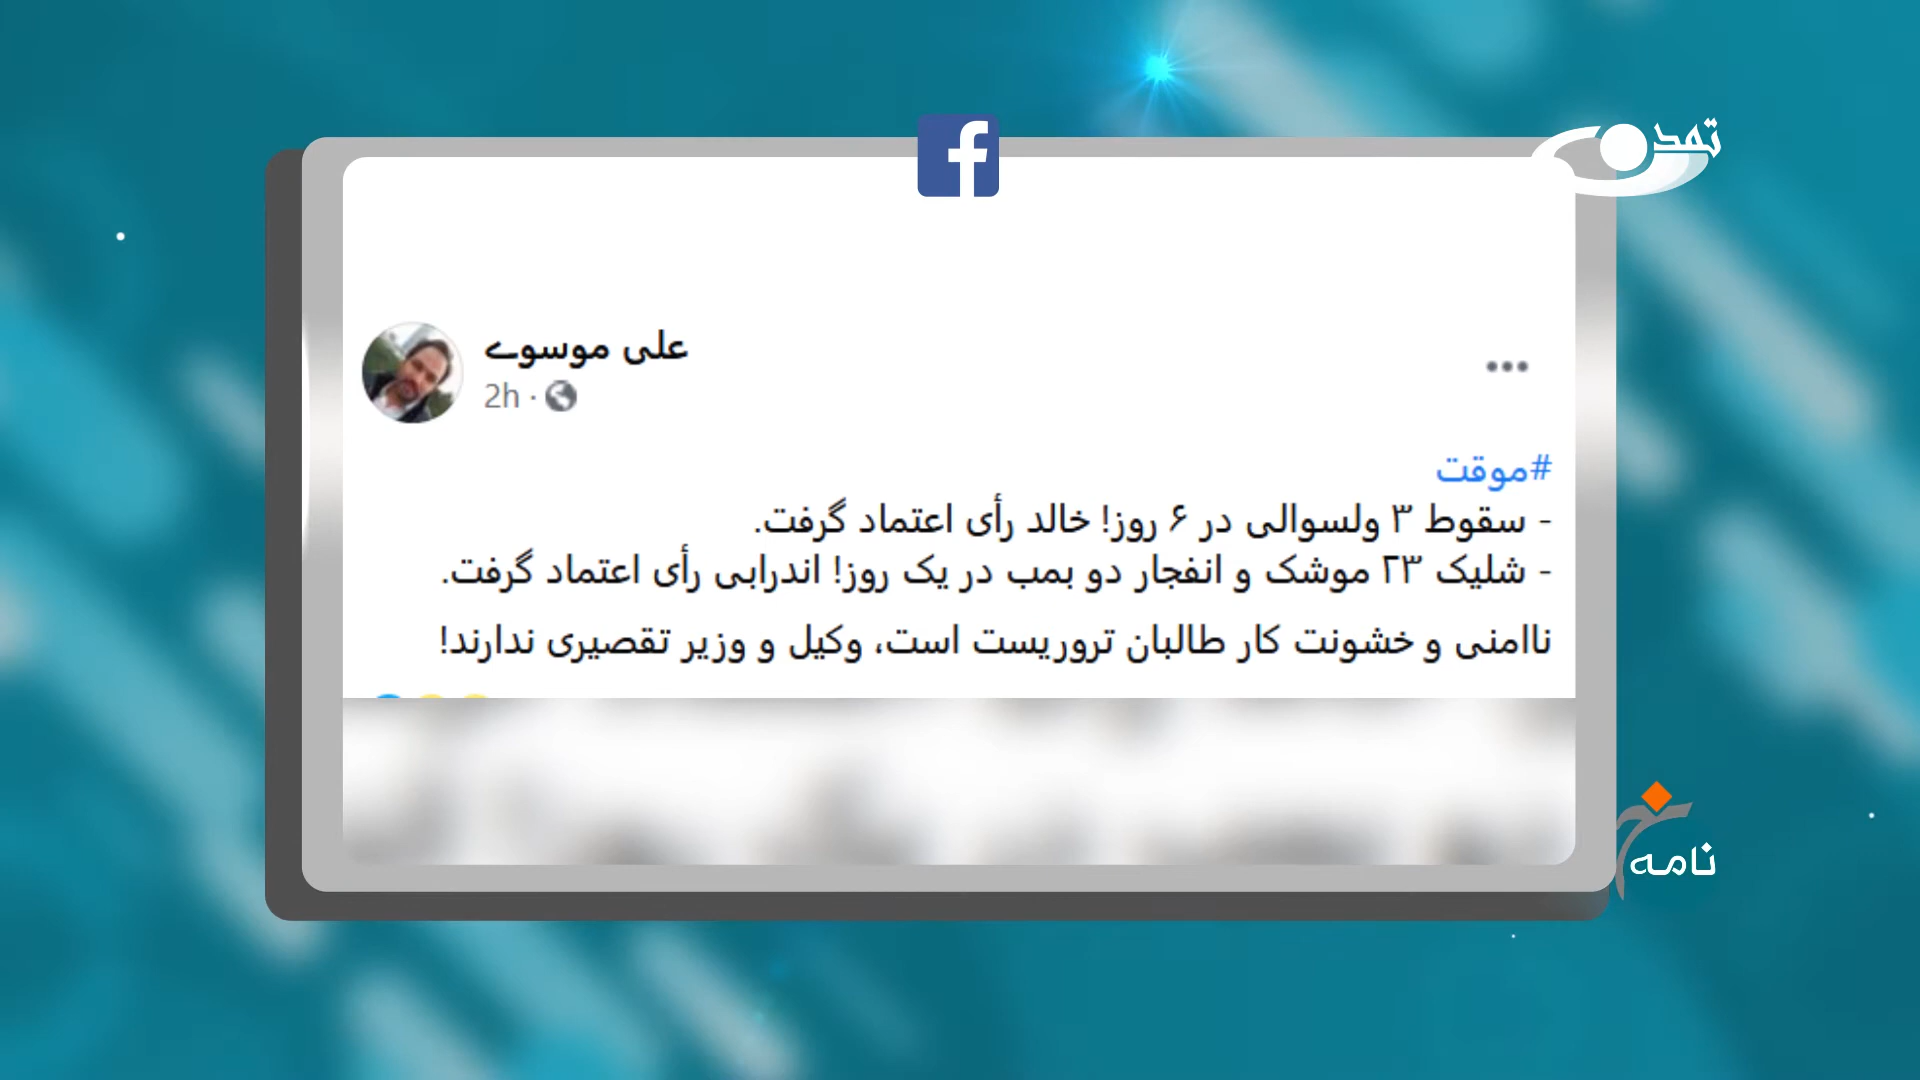 تمدن
علی موسوے
2h ·
#موقت
- سقوط ۳ ولسوالی در ۶ روز! خالد رأی اعتماد گرفت.
- شلیک ۲۳ موشک و انفجار دو بمب در یک روز! اندرابی رأی اعتماد گرفت.
ناامنی و خشونت کار طالبان تروریست است، وکیل و وزیر تقصیری ندارند!
نامه